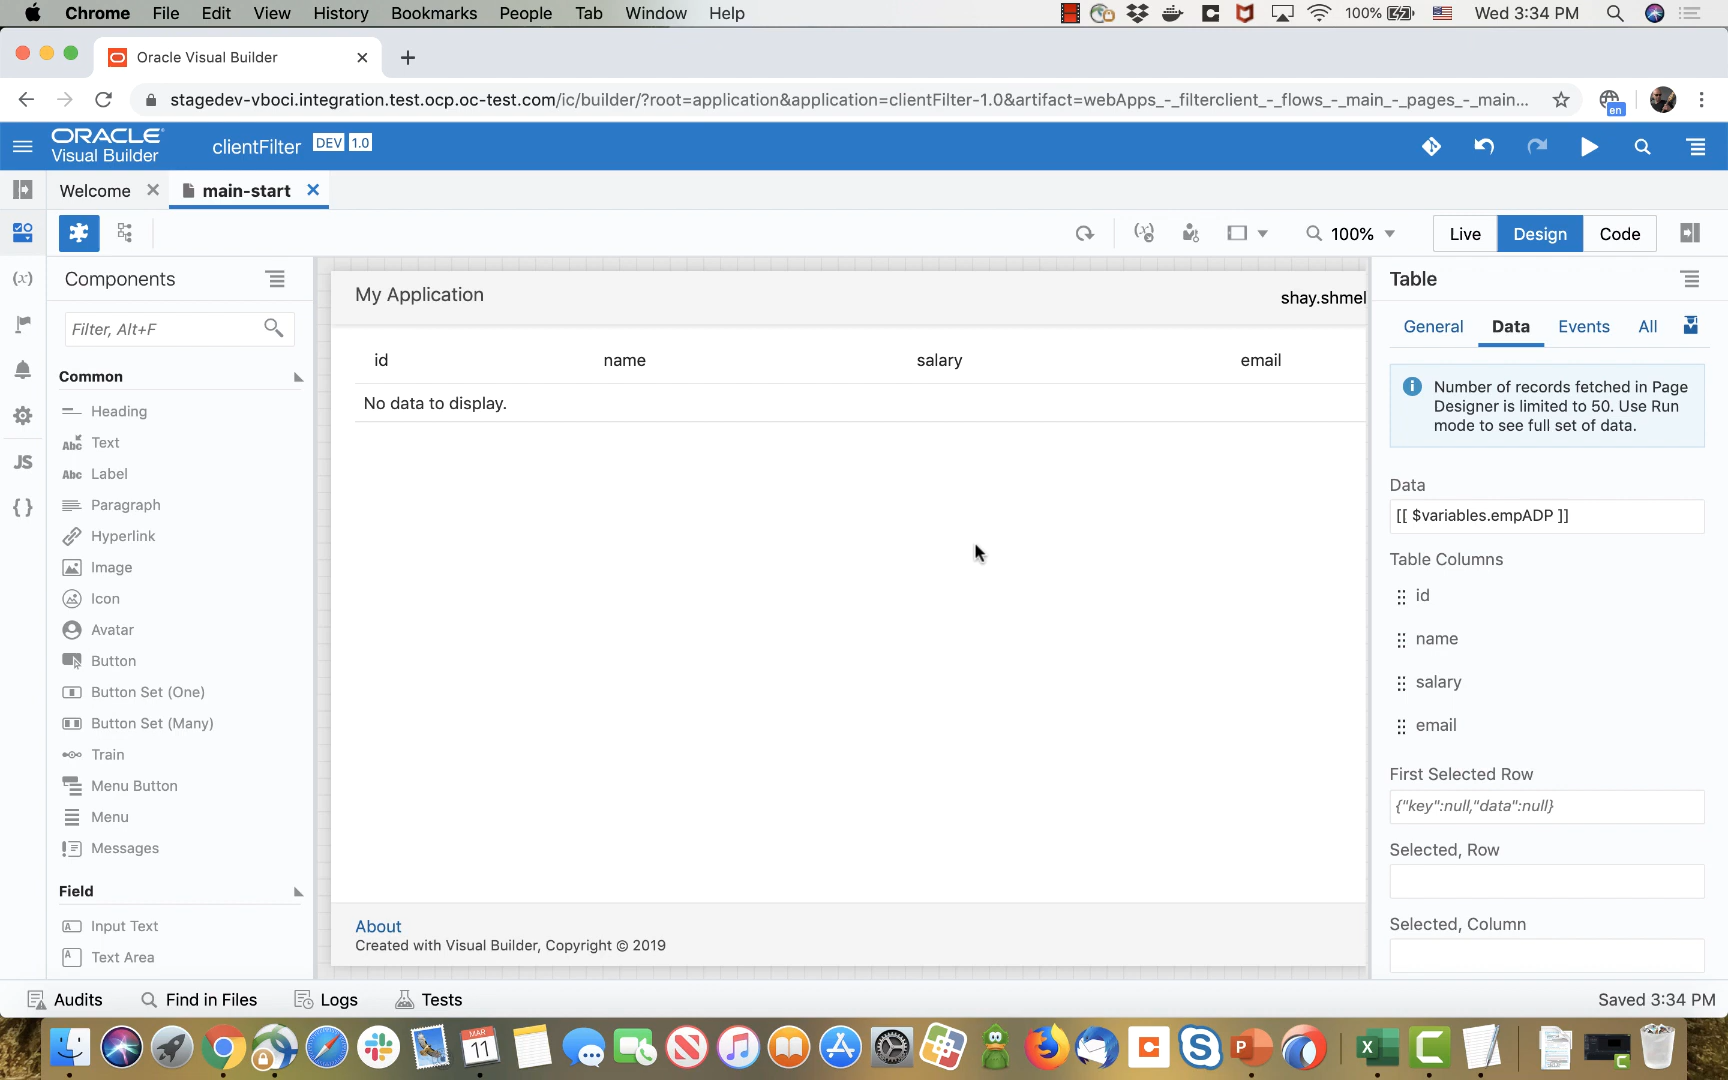 Chrome File Edit View History Bookmarks People Tab Window Help 100% Wed 3:34 PM
Oracle Visual Builder
stagedev-vboci.integration.test.ocp.oc-test.com/ic/builder/?root=application&application=clientFilter-1.0&artifact=webApps_-_filterclient_-_flows_-_main_-_pages_-_main... en
ORACLE
Visual Builder
clientFilter DEV 1.0
Welcome main-start
100% Live Design Code
Components
Filter, Alt+F
Common
Heading
Abc Text
Abc Label
Paragraph
Hyperlink
Image
Icon
Avatar
Button
Button Set (One)
Button Set (Many)
Train
Menu Button
Menu
Messages
Field
Input Text
Text Area
(x)
JS
{ }
My Application shay.shmel
id name salary email
No data to display.
About
Created with Visual Builder, Copyright © 2019
Table
General Data Events All
Number of records fetched in Page
Designer is limited to 50. Use Run
mode to see full set of data.
Data
[[ $variables.empADP ]]
Table Columns
id
name
salary
email
First Selected Row
{"key":null,"data":null}
Selected, Row
Selected, Column
Audits Find in Files Logs Tests Saved 3:34 PM
MAR
11